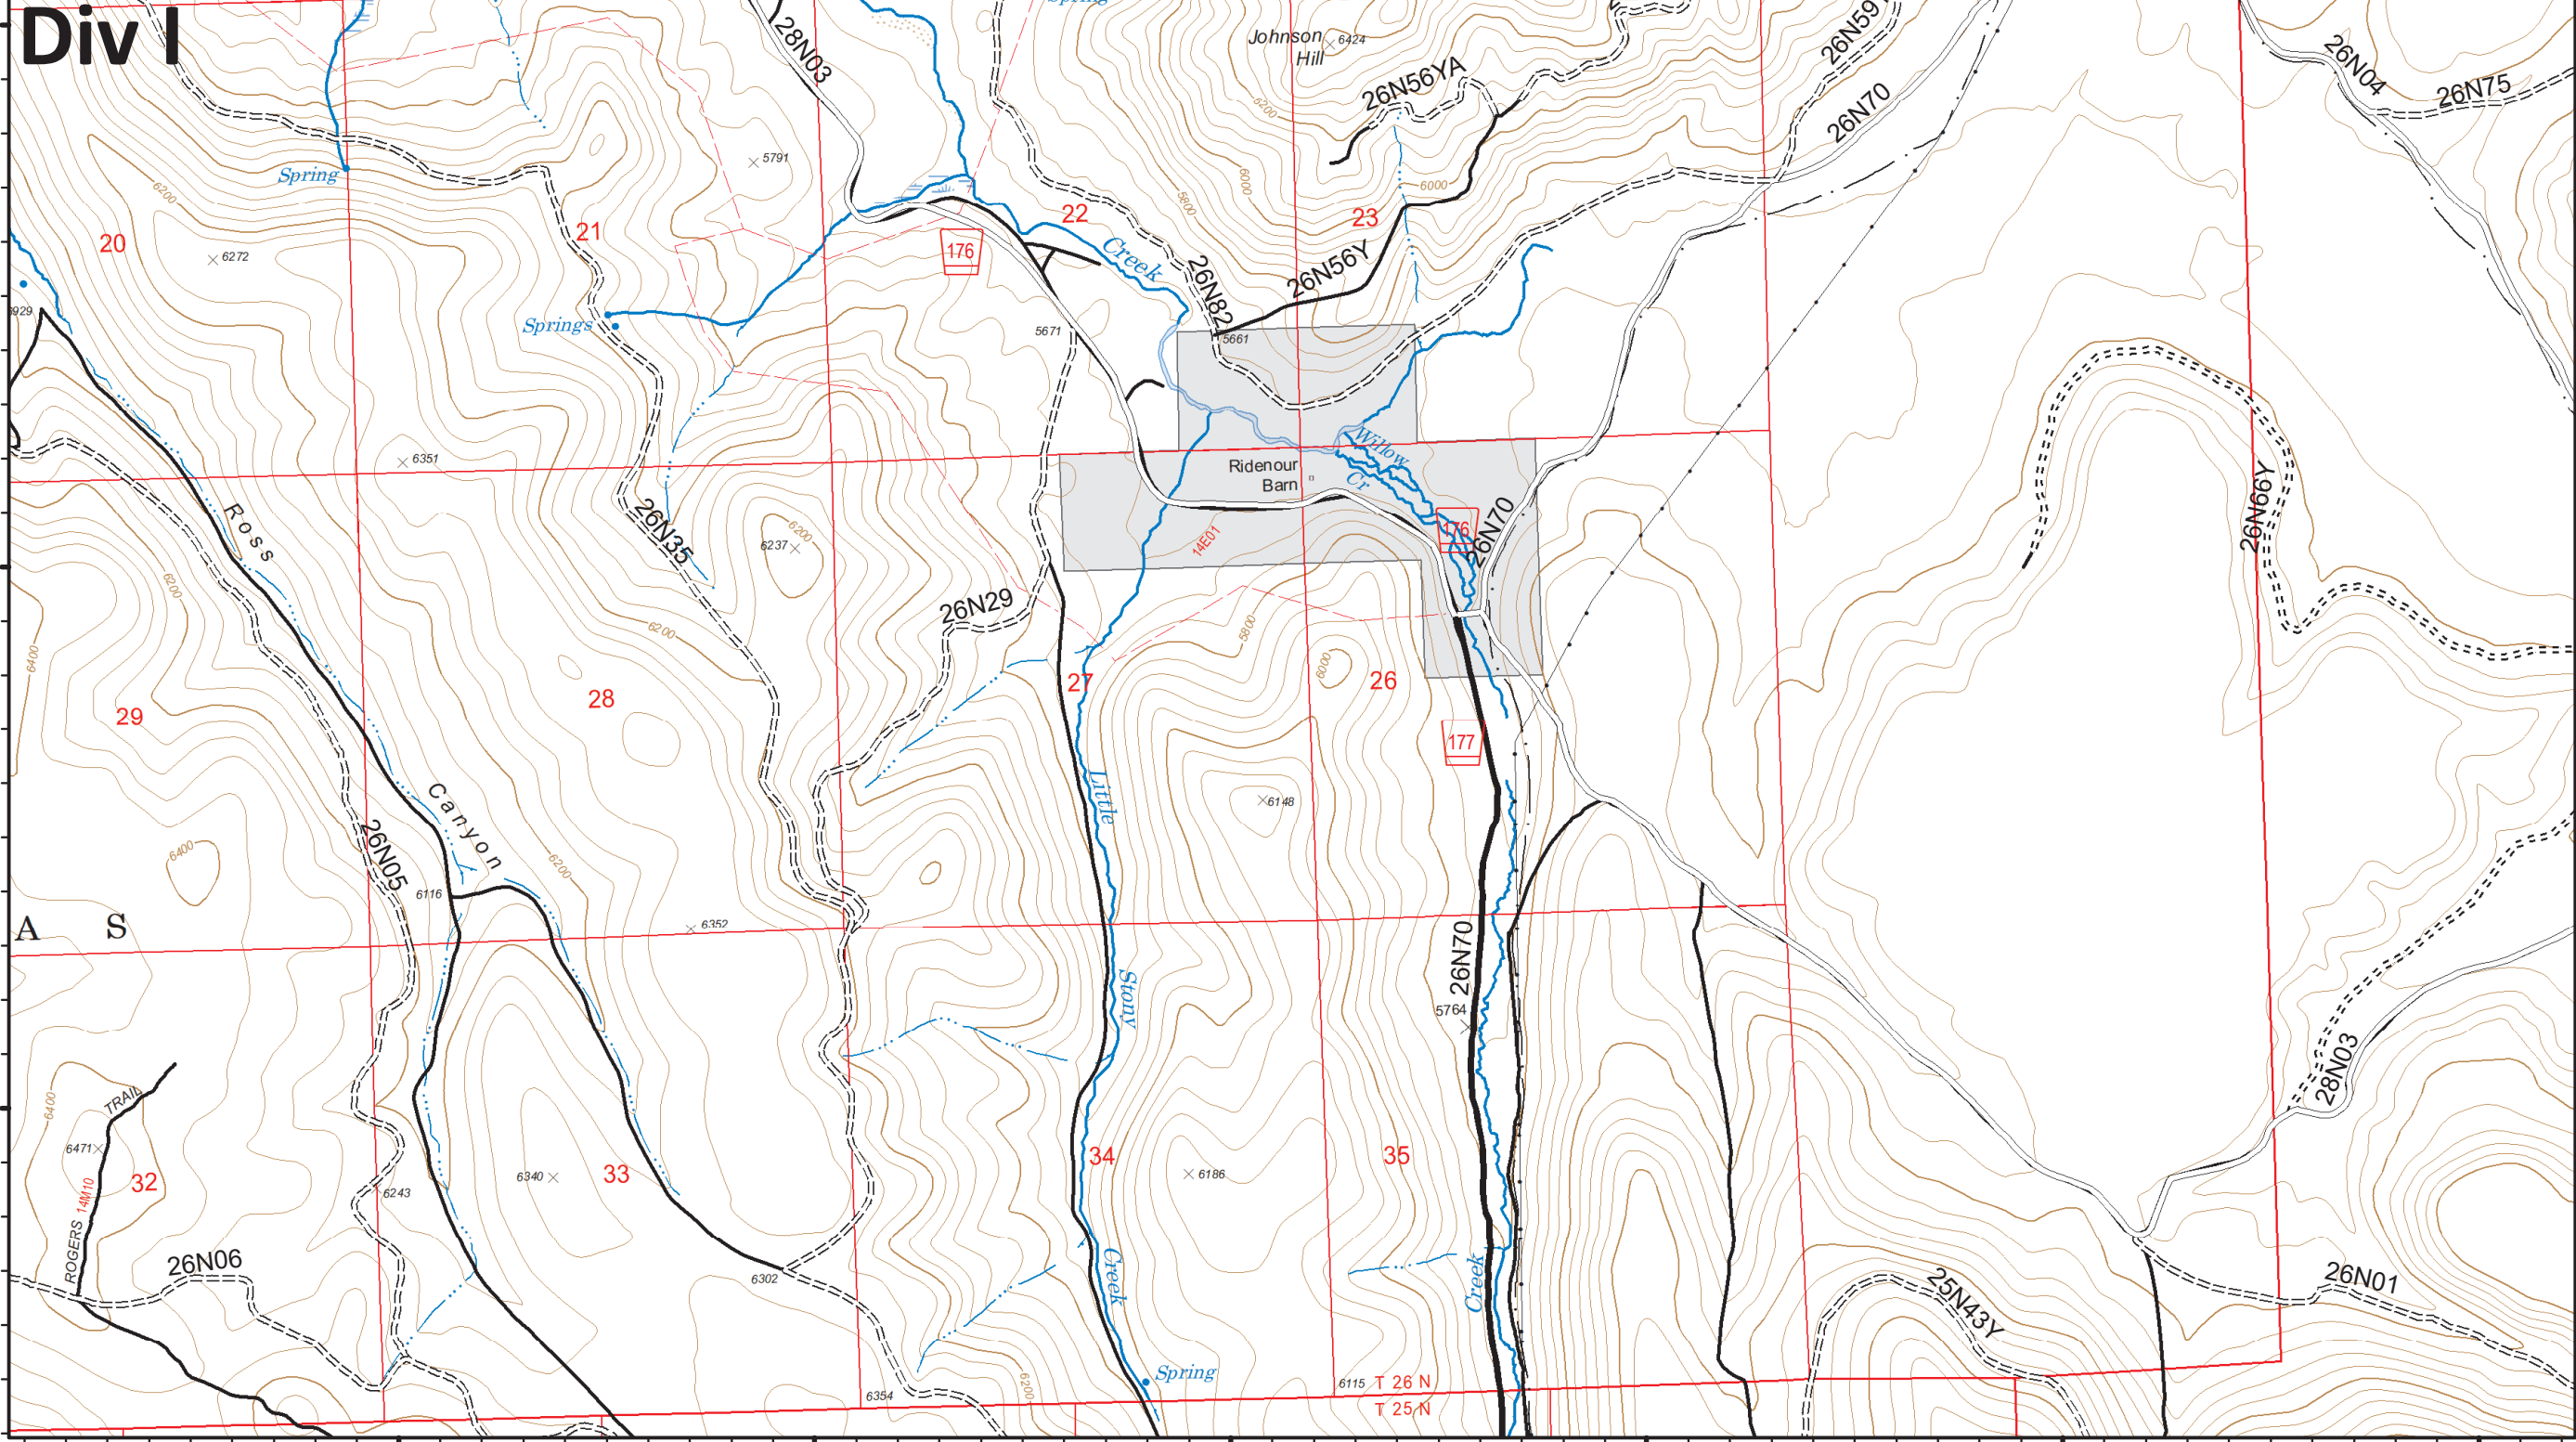 Div I
28N03
Spring
Johnson
Hill
6424
26N56YA
26N59
26N70
26N04
26N75
6200
5791
Spring
6200
6000
5800
6000
20
6272
21
22
23
176
Creek
26N82
26N56Y
Springs
5671
5661
6351
Ridenour
Barn
Willow
Cr
Ross
26N35
6237
6200
14E01
176
26N70
26N66Y
6200
6400
6200
26N29
5800
6000
29
28
27
26
177
Canyon
Little
6148
6400
26N05
6200
6116
A S
6352
Stony
26N70
5764
28N03
6400
TRAIL
6471
32
14M10
ROGERS
6340
33
6243
34
6186
35
26N06
6302
Creek
Creek
25N43Y
26N01
6354
6200
Spring
6115
T 26 N
T 25 N